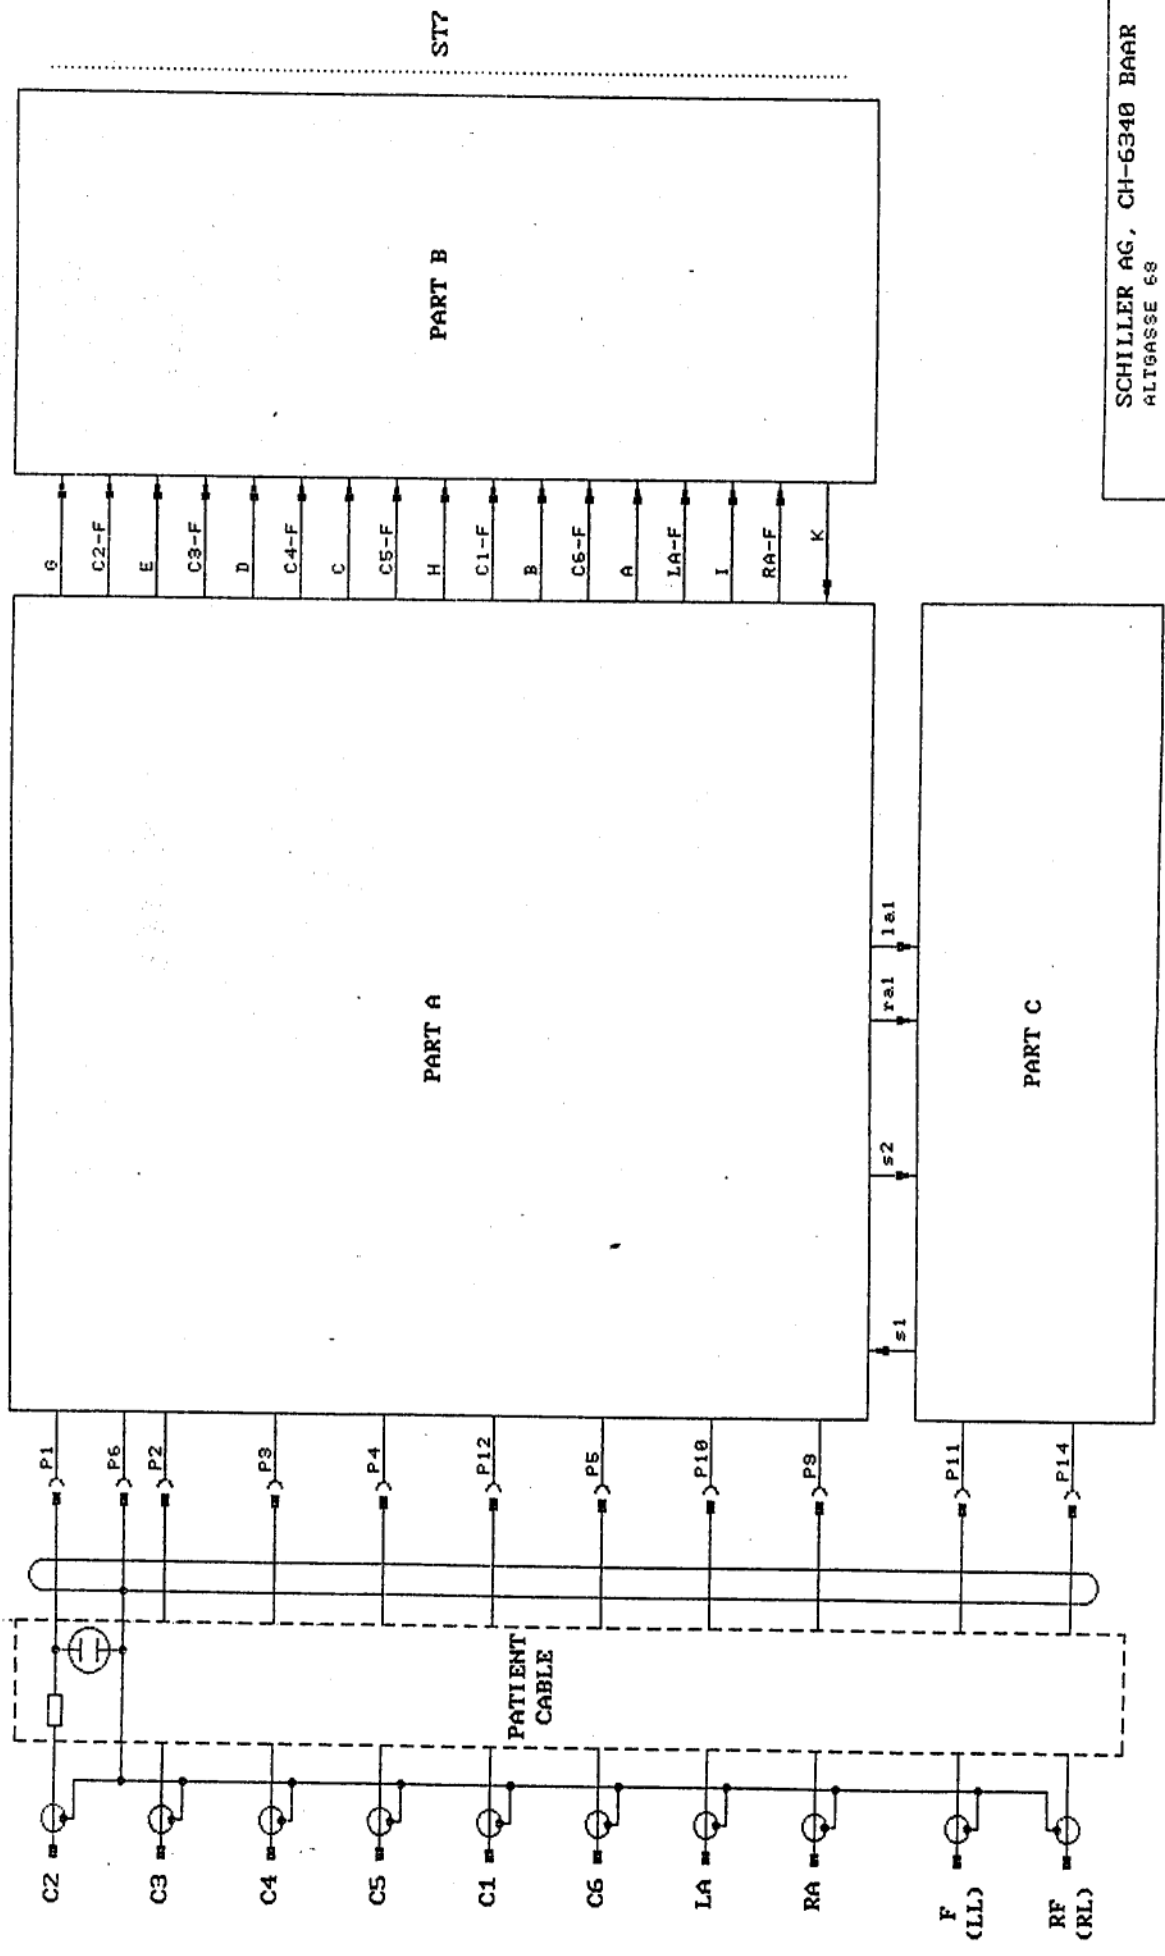 ST7
PART B
SCHILLER AG, CH-6340 BAAR
ALTGASSE 68
G
C2-F
E
C3-F
D
C4-F
C
C5-F
H
C1-F
B
C6-F
A
LA-F
I
RA-F
K
PART A
la1
ra1
s2
s1
PART C
P1
P6
P2
P3
P4
P12
P5
P10
P9
P11
P14
PATIENT
CABLE
C2
C3
C4
C5
C1
C6
LA
RA
F
(LL)
RF
(RL)